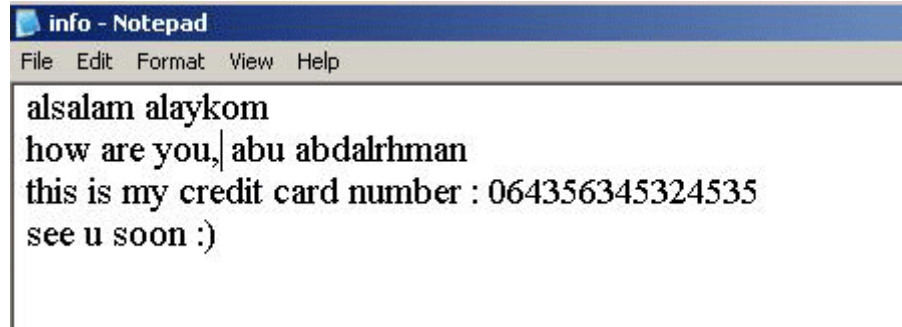 info - Notepad
File Edit Format View Help
alsalam alaykom
how are you, abu abdalrhman
this is my credit card number : 064356345324535
see u soon :)